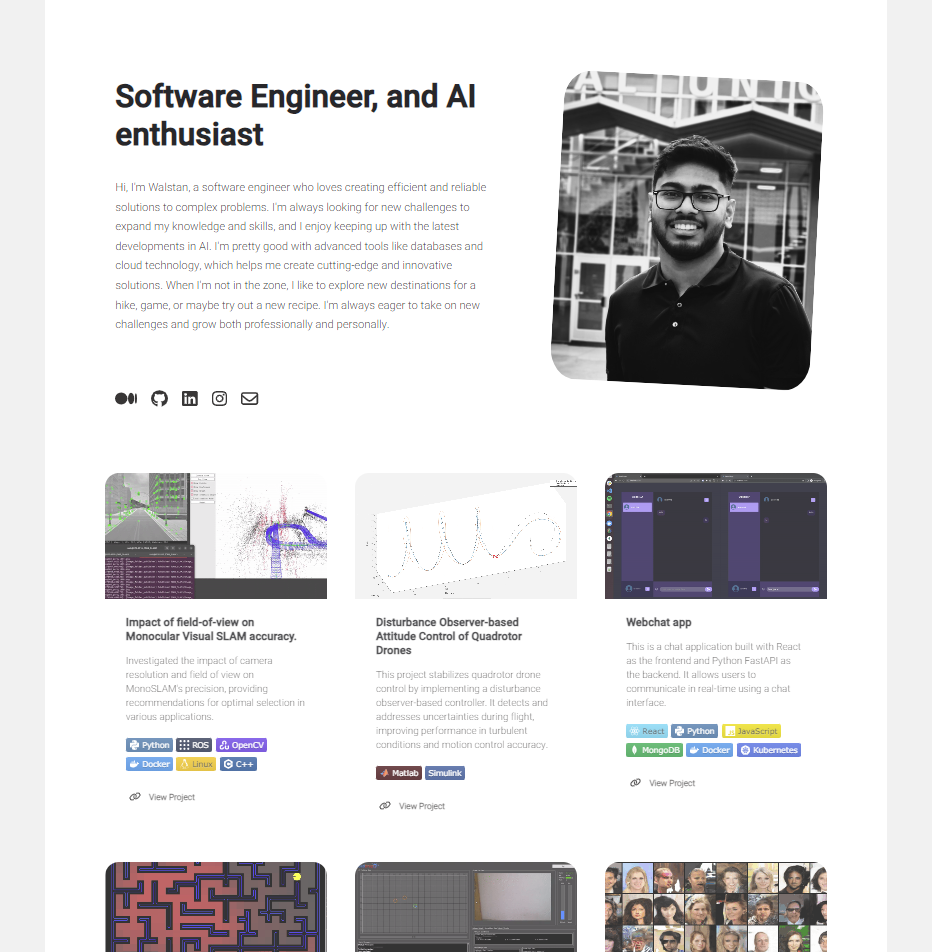 Software Engineer, and AI
enthusiast
Hi, I'm Walstan, a software engineer who loves creating efficient and reliable
solutions to complex problems. I'm always looking for new challenges to
expand my knowledge and skills, and I enjoy keeping up with the latest
developments in AI. I'm pretty good with advanced tools like databases and
cloud technology, which helps me create cutting-edge and innovative
solutions. When I'm not in the zone, I like to explore new destinations for a
hike, game, or maybe try out a new recipe. I'm always eager to take on new
challenges and grow both professionally and personally.
Impact of field-of-view on
Monocular Visual SLAM accuracy.
Investigated the impact of camera
resolution and field of view on
MonoSLAM's precision, providing
recommendations for optimal selection in
various applications.
Python ROS OpenCV
Docker Linux C++
View Project
Disturbance Observer-based
Attitude Control of Quadrotor
Drones
This project stabilizes quadrotor drone
control by implementing a disturbance
observer-based controller. It detects and
addresses uncertainties during flight,
improving performance in turbulent
conditions and motion control accuracy.
Matlab Simulink
View Project
Webchat app
This is a chat application built with React
as the frontend and Python FastAPI as
the backend. It allows users to
communicate in real-time using a chat
interface.
React Python JavaScript
MongoDB Docker Kubernetes
View Project